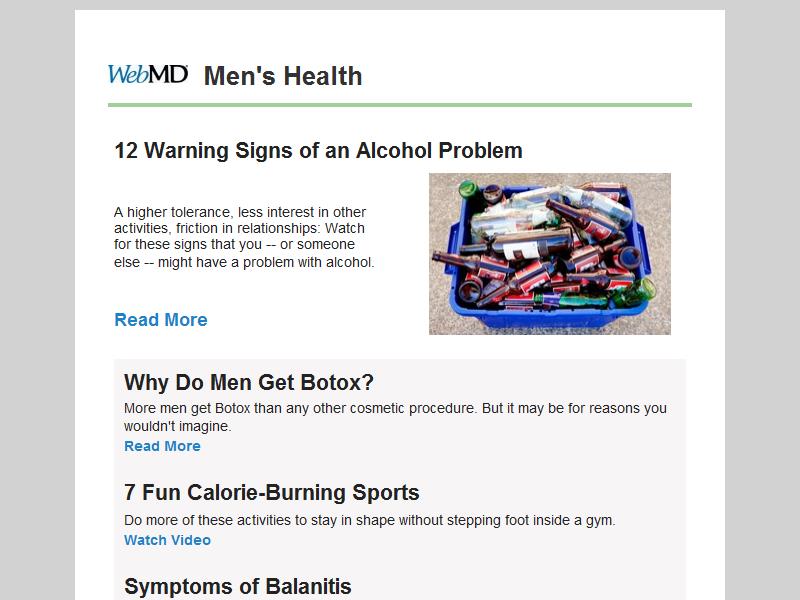 WebMD Men's Health
12 Warning Signs of an Alcohol Problem
A higher tolerance, less interest in other
activities, friction in relationships: Watch
for these signs that you -- or someone
else -- might have a problem with alcohol.
Read More
Why Do Men Get Botox?
More men get Botox than any other cosmetic procedure. But it may be for reasons you
wouldn't imagine.
Read More
7 Fun Calorie-Burning Sports
Do more of these activities to stay in shape without stepping foot inside a gym.
Watch Video
Symptoms of Balanitis